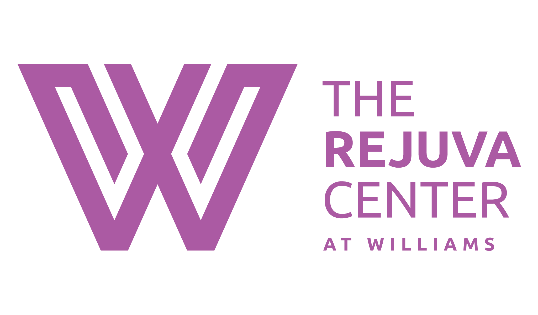 THE
REJUVA
CENTER
AT WILLIAMS